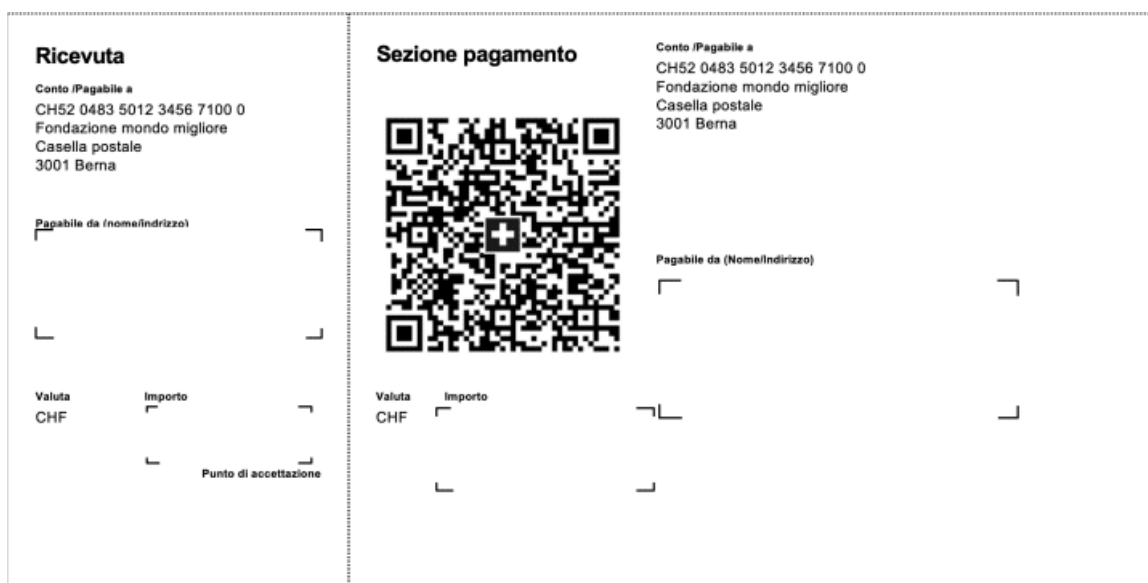 Ricevuta
Conto /Pagabile a
CH52 0483 5012 3456 7100 0
Fondazione mondo migliore
Casella postale
3001 Berna
Pagabile da (nome/indrizzo)
Valuta
Importo
CHF
Punto di accettazione
Sezione pagamento
Valuta
Importo
CHF
Conto /Pagabile a
CH52 0483 5012 3456 7100 0
Fondazione mondo migliore
Casella postale
3001 Berna
Pagabile da (Nome/Indirizzo)